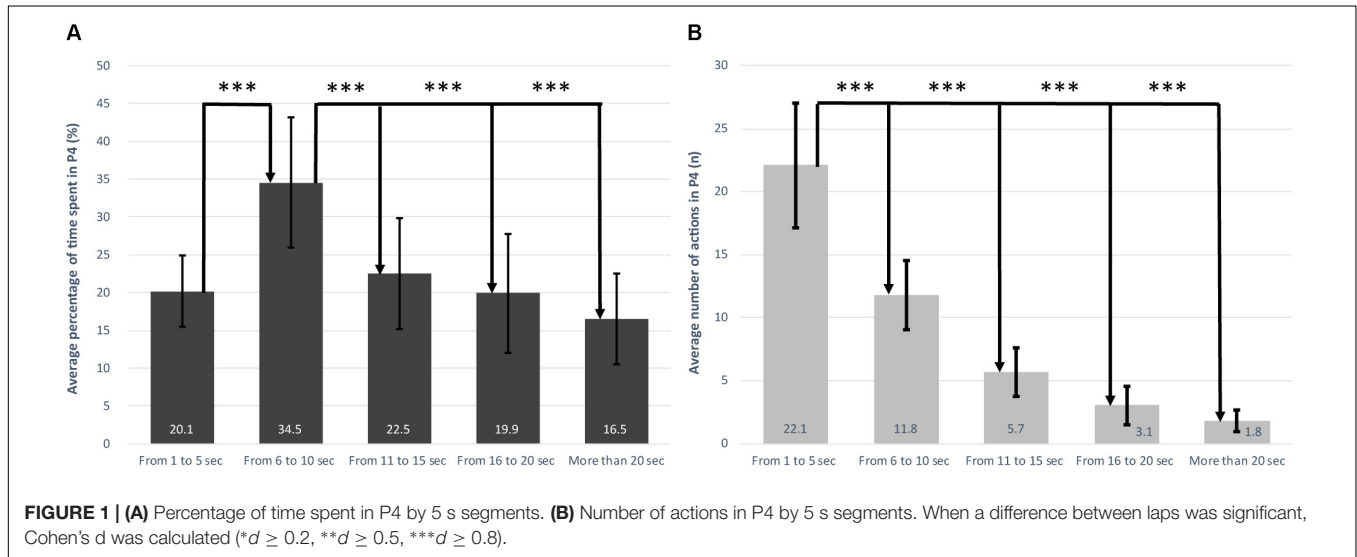 A
B
50
45
40
35
30
25
20
15
10
5
0
Average percentage of time spent in P4 (%)
*** *** *** ***
20.1 34.5 22.5 19.9 16.5
From 1 to 5 sec From 6 to 10 sec From 11 to 15 sec From 16 to 20 sec More than 20 sec
30
25
20
15
10
5
0
Average number of actions in P4 (n)
*** *** *** ***
22.1 11.8 5.7 3.1 1.8
From 1 to 5 sec From 6 to 10 sec From 11 to 15 sec From 16 to 20 sec More than 20 sec
FIGURE 1 | (A) Percentage of time spent in P4 by 5 s segments. (B) Number of actions in P4 by 5 s segments. When a difference between laps was significant,
Cohen's d was calculated (*d ≥ 0.2, **d ≥ 0.5, ***d ≥ 0.8).